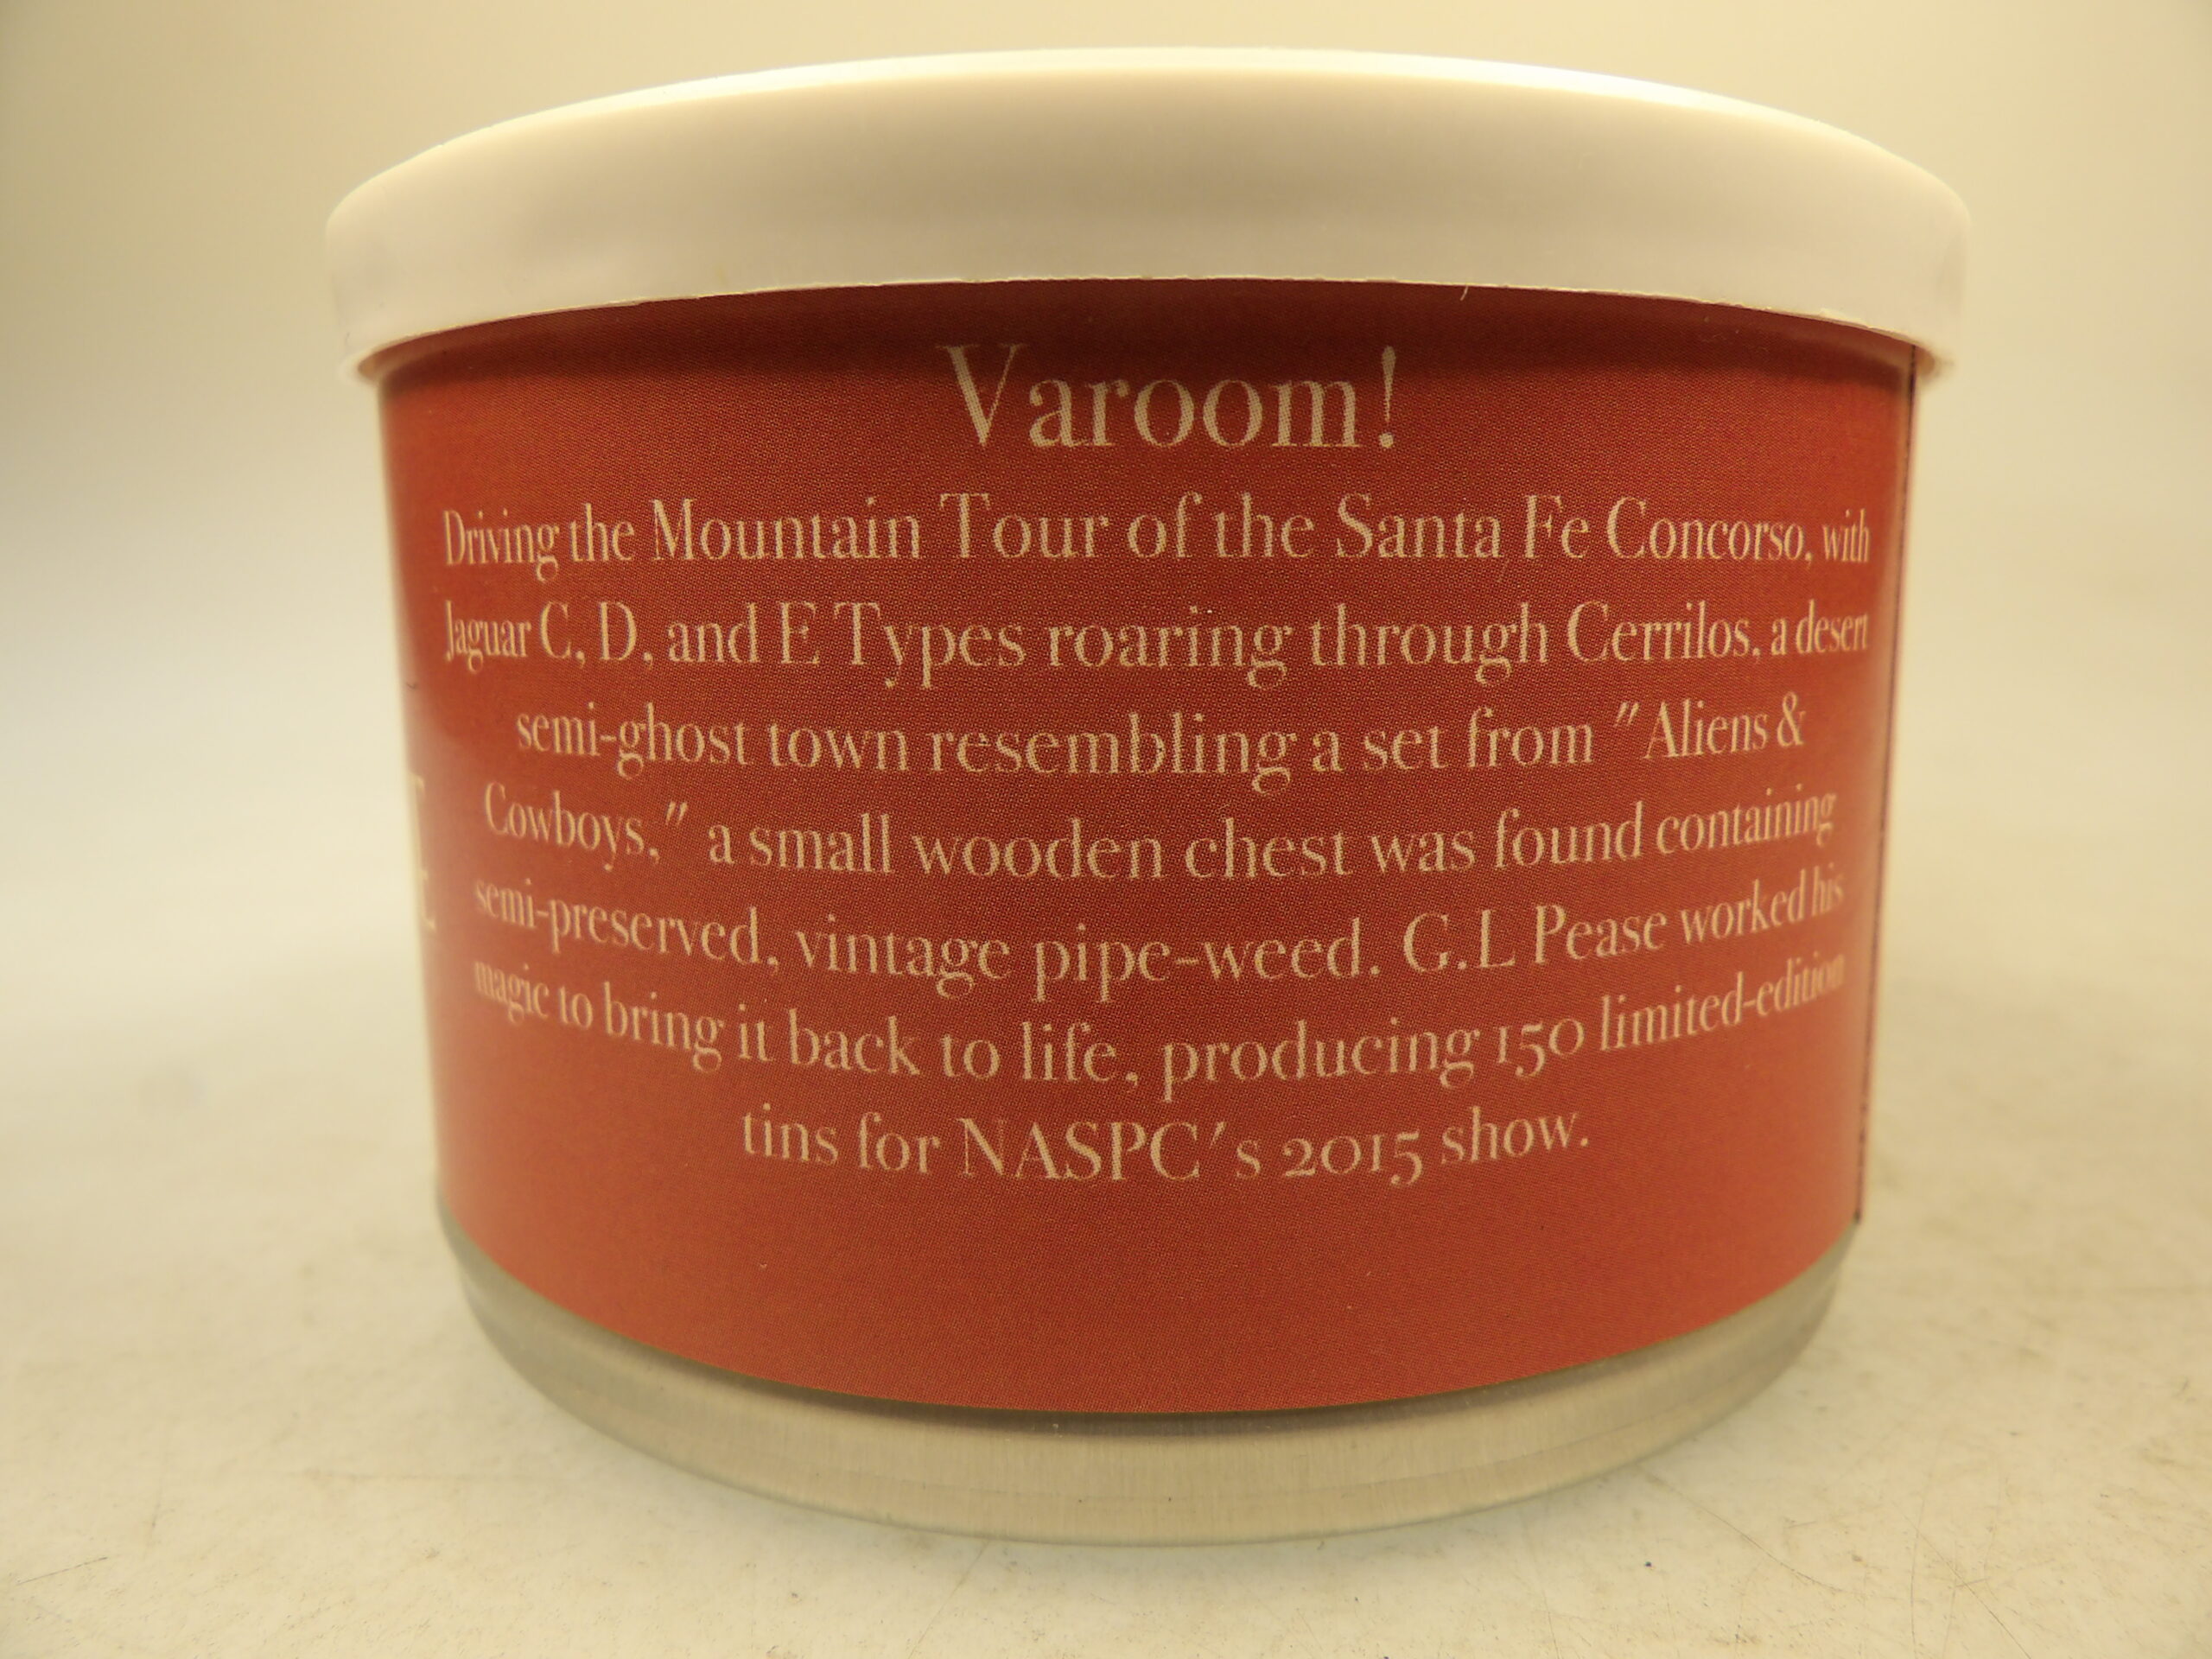 Varoom!
Driving the Mountain Tour of the Santa Fe Concorso, with
Jaguar C, D, and E Types roaring through Cerrilos, a desert
semi-ghost town resembling a set from "Aliens &
Cowboys," a small wooden chest was found containing
semi-preserved, vintage pipe-weed. G.L Pease worked his
magic to bring it back to life, producing 150 limited-edition
tins for NASPC's 2015 show.